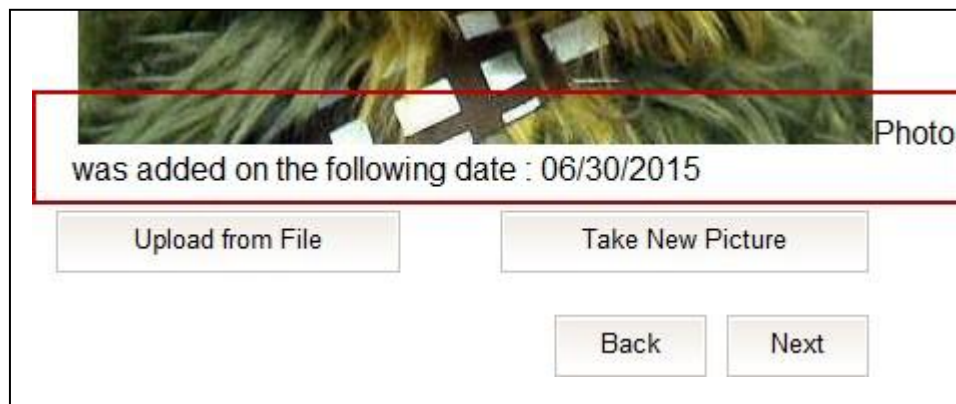 Photo
was added on the following date : 06/30/2015
Upload from File
Take New Picture
Back
Next